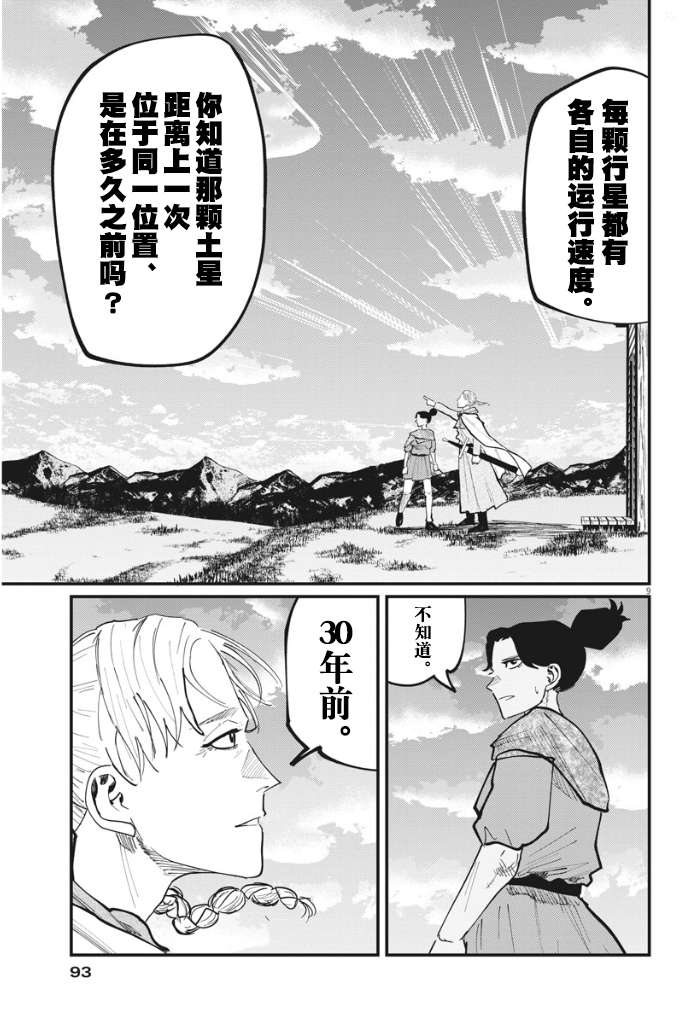 每颗行星都有
各自的运行速度。
你知道那颗土星
距离上一次
位于同一位置、
是在多久之前吗？
9
不知道。
30年前。
93